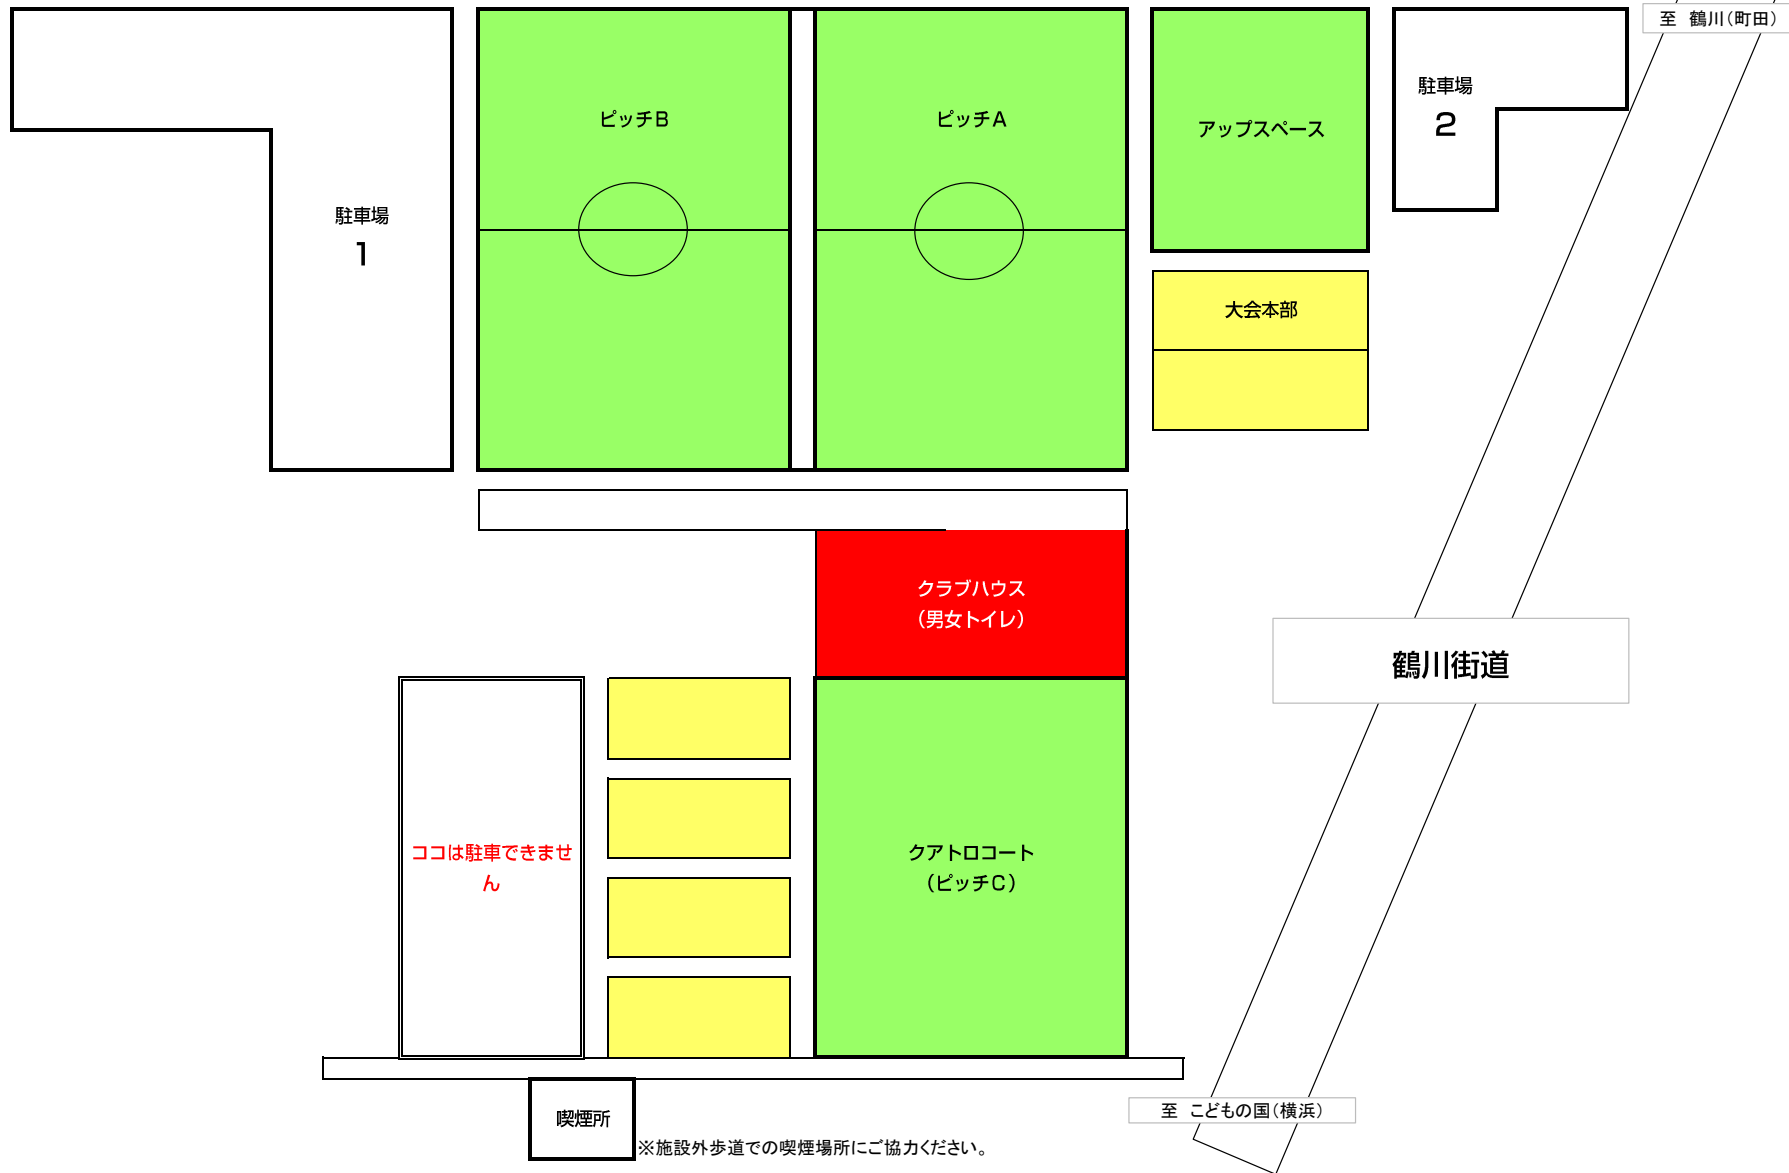 至　鶴川（町田）
駐車場
2
ピッチB
ピッチA
アップスペース
駐車場
1
大会本部
クラブハウス
（男女トイレ）
鶴川街道
ココは駐車できませ
ん
クアトロコート
（ピッチC）
至　こどもの国（横浜）
喫煙所
※施設外歩道での喫煙場所にご協力ください。